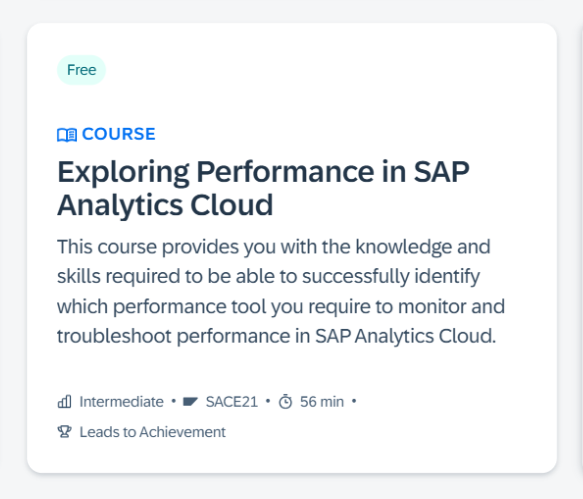 Free
COURSE
Exploring Performance in SAP
Analytics Cloud
This course provides you with the knowledge and
skills required to be able to successfully identify
which performance tool you require to monitor and
troubleshoot performance in SAP Analytics Cloud.
Intermediate • SACE21 • 56 min •
Leads to Achievement